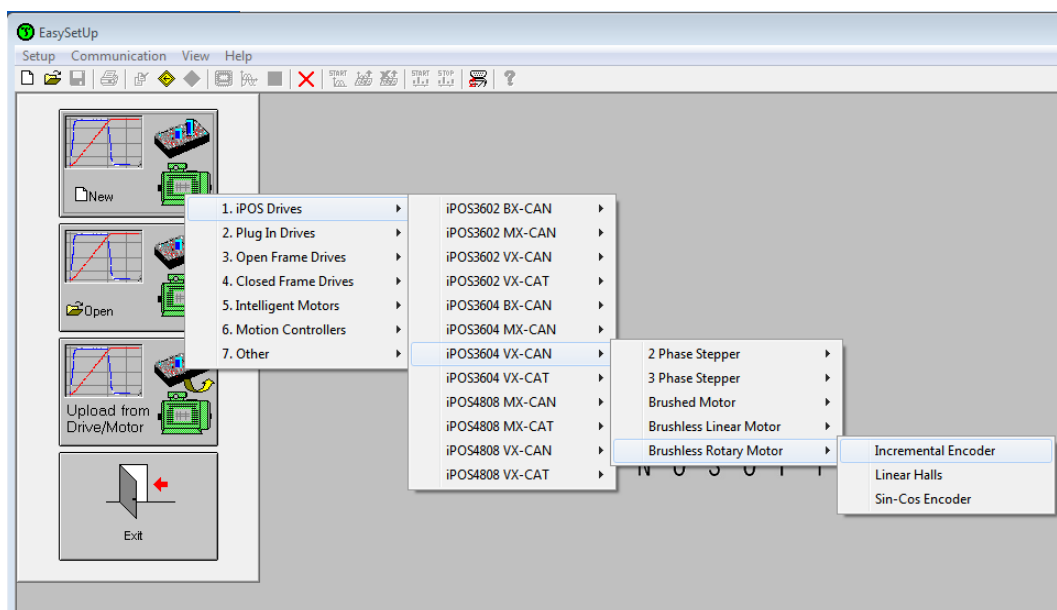 EasySetUp
Setup Communication View Help
START START STOP
New
Open
Upload from
Drive/Motor
Exit
1. iPOS Drives
2. Plug In Drives
3. Open Frame Drives
4. Closed Frame Drives
5. Intelligent Motors
6. Motion Controllers
7. Other
iPOS3602 BX-CAN
iPOS3602 MX-CAN
iPOS3602 VX-CAN
iPOS3602 VX-CAT
iPOS3604 BX-CAN
iPOS3604 MX-CAN
iPOS3604 VX-CAN
iPOS3604 VX-CAT
iPOS4808 MX-CAN
iPOS4808 MX-CAT
iPOS4808 VX-CAN
iPOS4808 VX-CAT
2 Phase Stepper
3 Phase Stepper
Brushed Motor
Brushless Linear Motor
Brushless Rotary Motor
Incremental Encoder
Linear Halls
Sin-Cos Encoder